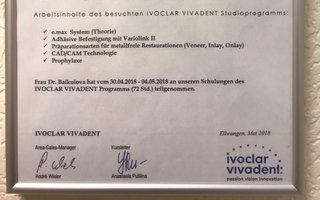 Arbeitsinhalte des besuchten IVOCLAR VIVADENT Studioprogramms:
e.max System (Theorie)
Adhäsive Befestigung mit Variolink II
Präparationsarten für metallfreie Restaurationen (Veneer, Inlay, Onlay)
CAD/CAM Technologie
Prophylaxe
Frau Dr. Baikulova hat vom 30.04.2018 - 04.05.2018 an unseren Schulungen des
IVOCLAR VIVADENT Programms (72 Std.) teilgenommen.
IVOCLAR VIVADENT
Ellwangen, Mai 2018
Area-Sales-Manager
Kursleiter
André Wixler
Anastasia Pulilina
ivoclar
vivadent:
passion vision innovation